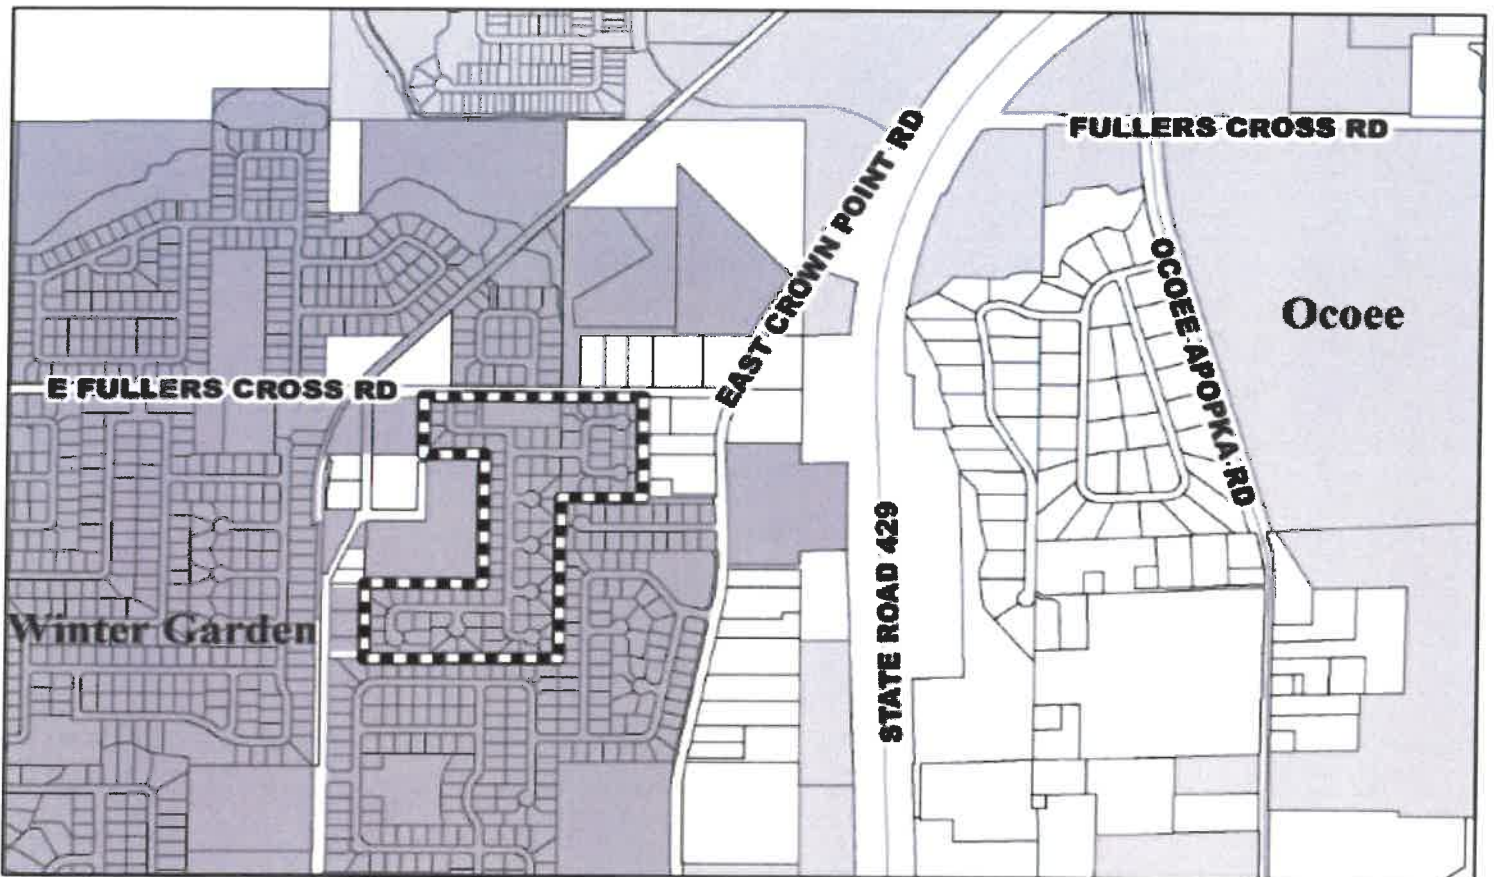 FULLERS CROSS RD
EAST CROWN POINT RD
OCOEE-APOPKA RD
Ocoee
E FULLERS CROSS RD
STATE ROAD 429
Winter Garden